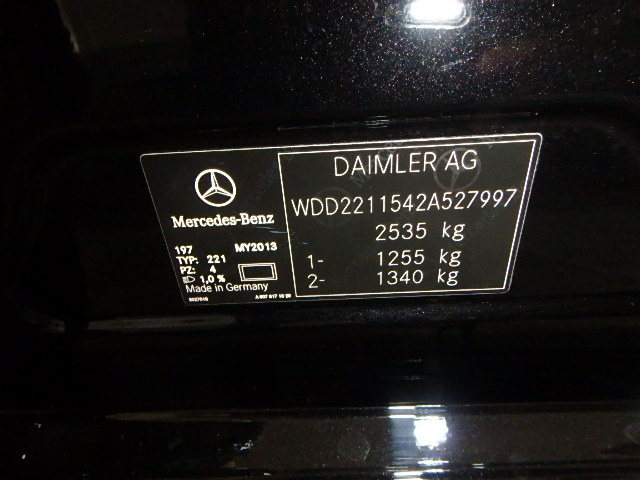 Mercedes-Benz
197 MY2013
TYP: 221
PZ: 4
1,0 %
Made in Germany
DAIMLER AG
WDD2211542A527997
2535 kg
1- 1255 kg
2- 1340 kg